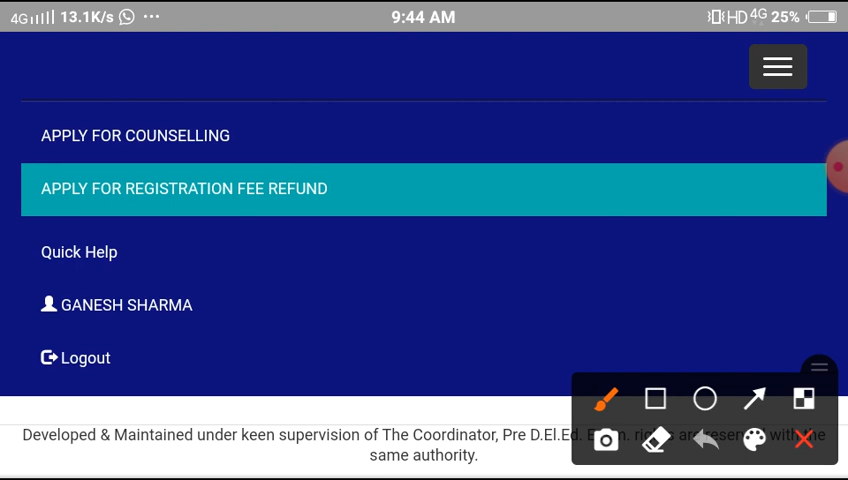 4G 13.1K/s ... 9:44 AM HD 4G 25%
APPLY FOR COUNSELLING
APPLY FOR REGISTRATION FEE REFUND
Quick Help
GANESH SHARMA
Logout
Developed & Maintained under keen supervision of The Coordinator, Pre D.El.Ed. the
same authority.